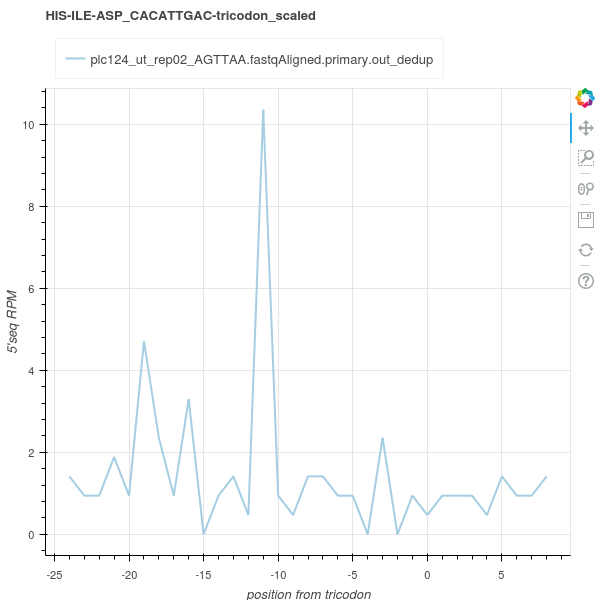 HIS-ILE-ASP_CACATTGAC-tricodon_scaled
plc124_ut_rep02_AGTTAA.fastqAligned.primary.out_dedup
10
8
6
4
2
0
5'seq RPM
-25 -20 -15 -10 -5 0 5
position from tricodon